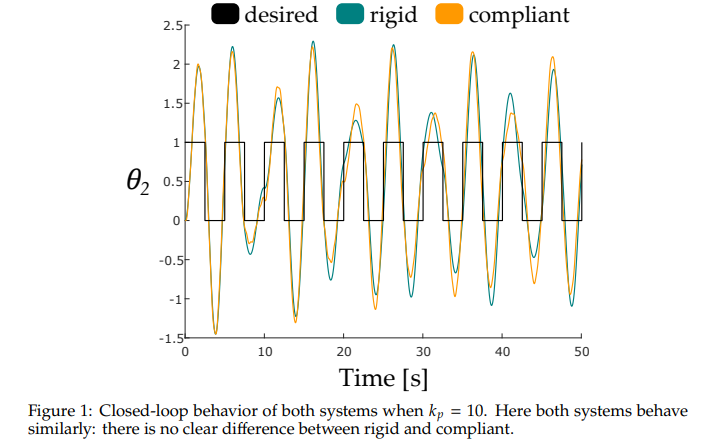 desired rigid compliant
2.5
2
1.5
1
0.5
0
-0.5
-1
-1.5
θ2
0 10 20 30 40 50
Time [s]
Figure 1: Closed-loop behavior of both systems when kp = 10. Here both systems behave
similarly: there is no clear difference between rigid and compliant.